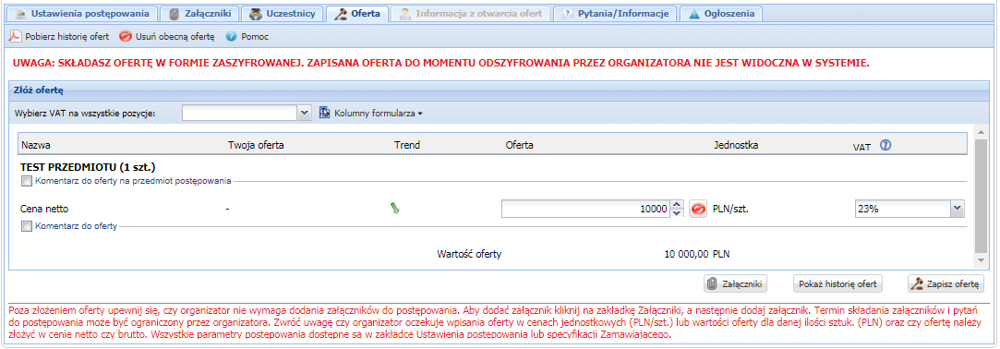 Ustawienia postępowania Załączniki Uczestnicy Oferta Informacja z otwarcia ofert Pytania/Informacje Ogłoszenia
Pobierz historię ofert Usuń obecną ofertę Pomoc
UWAGA: SKŁADASZ OFERTĘ W FORMIE ZASZYFROWANEJ. ZAPISANA OFERTA DO MOMENTU ODSZYFROWANIA PRZEZ ORGANIZATORA NIE JEST WIDOCZNA W SYSTEMIE.
Złóż ofertę
Wybierz VAT na wszystkie pozycje: Kolumny formularza
Nazwa Twoja oferta Trend Oferta Jednostka VAT ?
TEST PRZEDMIOTU (1 szt.)
Komentarz do oferty na przedmiot postępowania
Cena netto - 10000 PLN/szt. 23%
Komentarz do oferty
Wartość oferty 10 000,00 PLN
Załączniki Pokaż historię ofert Zapisz ofertę
Poza złożeniem oferty upewnij się, czy organizator nie wymaga dodania załączników do postępowania. Aby dodać załącznik kliknij na zakładkę Załączniki, a następnie dodaj załącznik. Termin składania załączników i pytań
do postępowania może być ograniczony przez organizatora. Zwróć uwagę czy organizator oczekuje wpisania oferty w cenach jednostkowych (PLN/szt.) lub wartości oferty dla danej ilości sztuk. (PLN) oraz czy ofertę należy
złożyć w cenie netto czy brutto. Wszystkie parametry postępowania dostępne są w zakładce Ustawienia postępowania lub specyfikacji Zamawiającego.